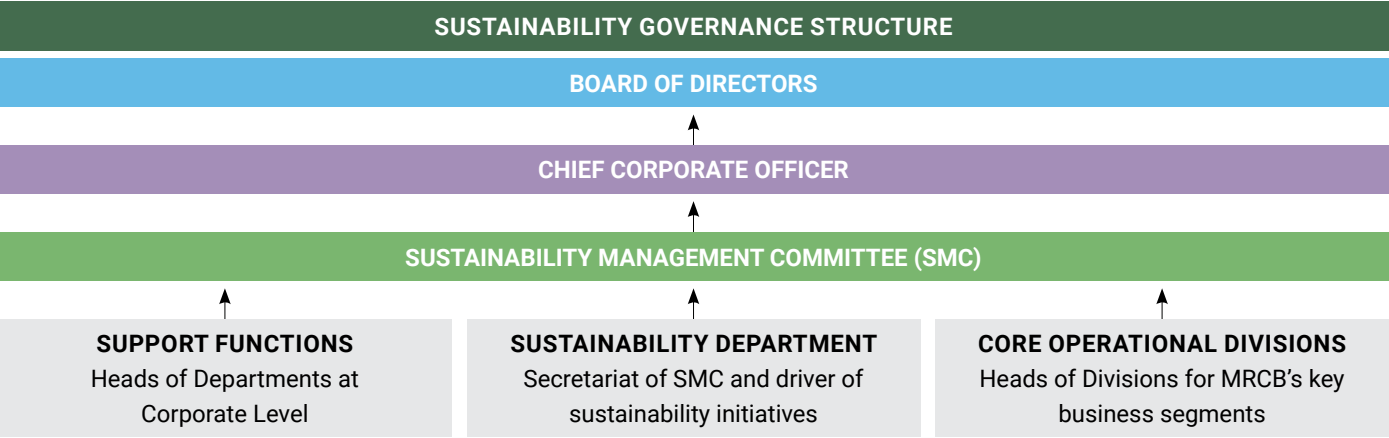 SUSTAINABILITY GOVERNANCE STRUCTURE
BOARD OF DIRECTORS
CHIEF CORPORATE OFFICER
SUSTAINABILITY MANAGEMENT COMMITTEE (SMC)
SUPPORT FUNCTIONS
Heads of Departments at
Corporate Level
SUSTAINABILITY DEPARTMENT
Secretariat of SMC and driver of
sustainability initiatives
CORE OPERATIONAL DIVISIONS
Heads of Divisions for MRCB’s key
business segments